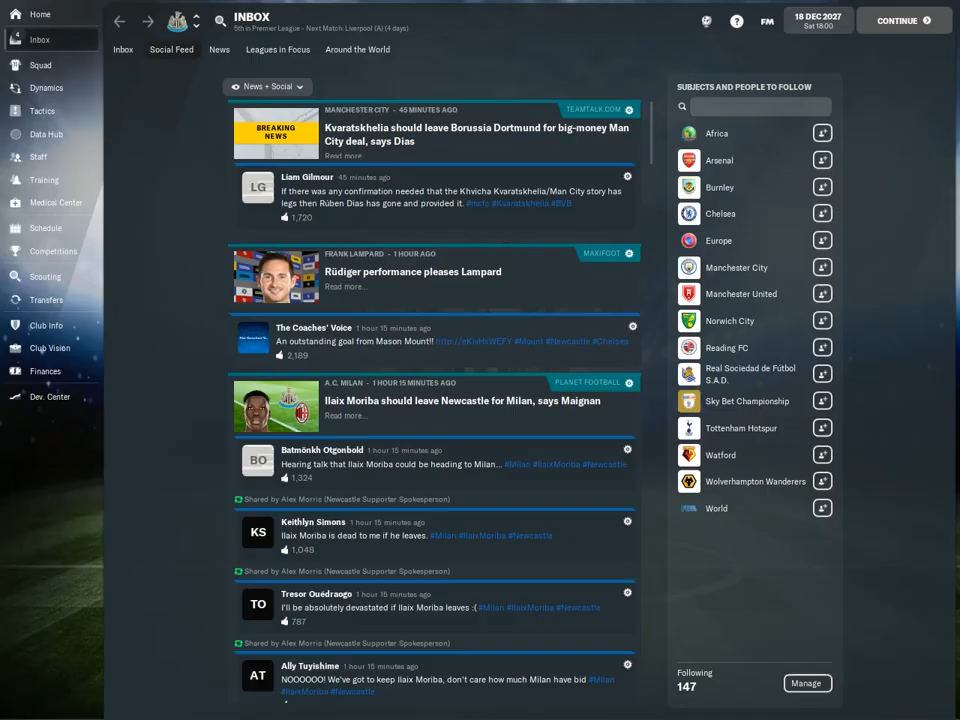 Home
4
Inbox
Squad
Dynamics
Tactics
Data Hub
Staff
Training
Medical Center
Schedule
Competitions
Scouting
Transfers
Club Info
Club Vision
Finances
Dev. Center
INBOX
5th in Premier League - Next Match: Liverpool (A) (4 days)
?
FM
18 DEC 2027
Sat 18:00
CONTINUE
Inbox
Social Feed
News
Leagues in Focus
Around the World
News + Social
MANCHESTER CITY - 45 MINUTES AGO
TEAMTALK.COM
BREAKING
NEWS
Kvaratskhelia should leave Borussia Dortmund for big-money Man
City deal, says Dias
Read more...
LG
Liam Gilmour 45 minutes ago
If there was any confirmation needed that the Khvicha Kvaratskhelia/Man City story has
legs then Rúben Dias has gone and provided it. #mcfc #Kvaratskhelia #BVB
1,720
FRANK LAMPARD - 1 HOUR AGO
MAXIFOOT
Rüdiger performance pleases Lampard
Read more...
The Coaches' Voice 1 hour 15 minutes ago
An outstanding goal from Mason Mount!! http://eKivHsWEFY #Mount #Newcastle #Chelsea
2,189
A.C. MILAN - 1 HOUR 15 MINUTES AGO
PLANET FOOTBALL
Ilaix Moriba should leave Newcastle for Milan, says Maignan
Read more...
BO
Batmönkh Otgonbold 1 hour 15 minutes ago
Hearing talk that Ilaix Moriba could be heading to Milan... #Milan #IlaixMoriba #Newcastle
1,324
Shared by Alex Morris (Newcastle Supporter Spokesperson)
KS
Keithlyn Simons 1 hour 15 minutes ago
Ilaix Moriba is dead to me if he leaves. #Milan #IlaixMoriba #Newcastle
1,048
Shared by Alex Morris (Newcastle Supporter Spokesperson)
TO
Tresor Ouédraogo 1 hour 15 minutes ago
I'll be absolutely devastated if Ilaix Moriba leaves :( #Milan #IlaixMoriba #Newcastle
787
Shared by Alex Morris (Newcastle Supporter Spokesperson)
AT
Ally Tuyishime 1 hour 15 minutes ago
NOOOOOO! We've got to keep Ilaix Moriba, don't care how much Milan have bid #Milan
#IlaixMoriba #Newcastle
SUBJECTS AND PEOPLE TO FOLLOW
Africa
Arsenal
Burnley
Chelsea
Europe
Manchester City
Manchester United
Norwich City
Reading FC
Real Sociedad de Fútbol
S.A.D.
Sky Bet Championship
Tottenham Hotspur
Watford
Wolverhampton Wanderers
World
Following
147
Manage